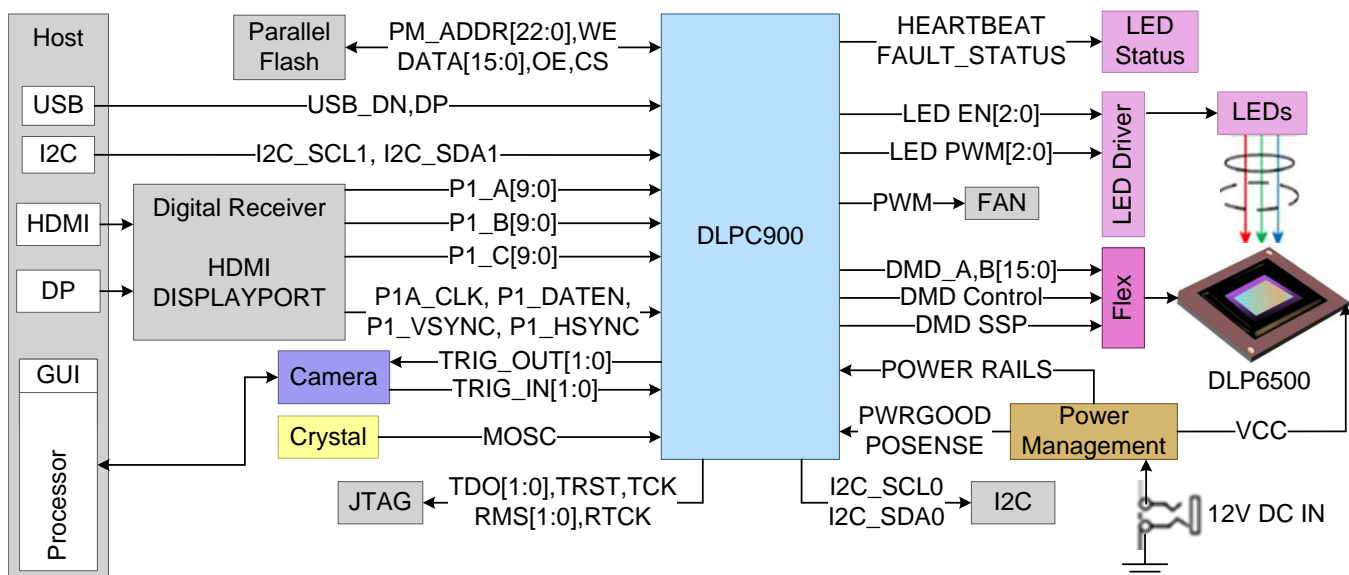 Host
USB
I2C
HDMI
DP
GUI
Processor
Parallel
Flash
PM_ADDR[22:0],WE
DATA[15:0],OE,CS
USB_DN,DP
I2C_SCL1, I2C_SDA1
Digital Receiver
HDMI
DISPLAYPORT
P1_A[9:0]
P1_B[9:0]
P1_C[9:0]
P1A_CLK, P1_DATEN,
P1_VSYNC, P1_HSYNC
Camera
TRIG_OUT[1:0]
TRIG_IN[1:0]
Crystal
MOSC
JTAG
TDO[1:0],TRST,TCK
RMS[1:0],RTCK
DLPC900
HEARTBEAT
FAULT_STATUS
LED
Status
LED EN[2:0]
LED PWM[2:0]
LED Driver
LEDs
PWM
FAN
DMD_A,B[15:0]
DMD Control
DMD SSP
Flex
DLP6500
POWER RAILS
PWRGOOD
POSENSE
Power
Management
VCC
I2C_SCL0
I2C_SDA0
I2C
12V DC IN